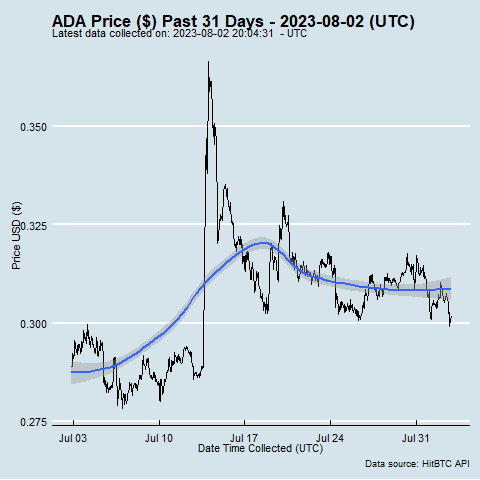 ADA Price ($) Past 31 Days - 2023-08-02 (UTC)
Latest data collected on: 2023-08-02 20:04:31 - UTC
Price USD ($)
0.350
0.325
0.300
0.275
Jul 03 Jul 10 Jul 17 Jul 24 Jul 31
Date Time Collected (UTC)
Data source: HitBTC API